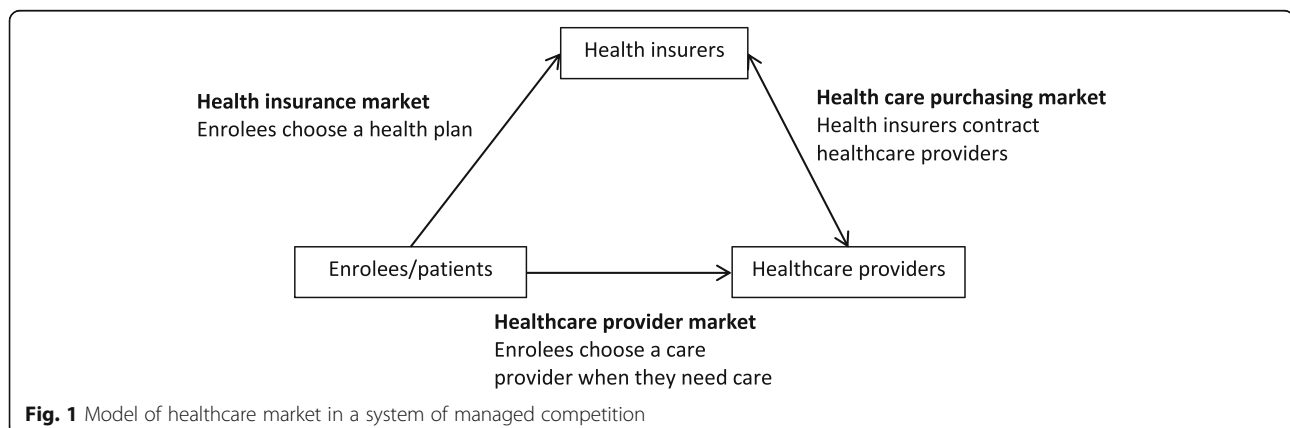 Health insurers
Health insurance market
Enrolees choose a health plan
Health care purchasing market
Health insurers contract
healthcare providers
Enrolees/patients
Healthcare providers
Healthcare provider market
Enrolees choose a care
provider when they need care
Fig. 1 Model of healthcare market in a system of managed competition